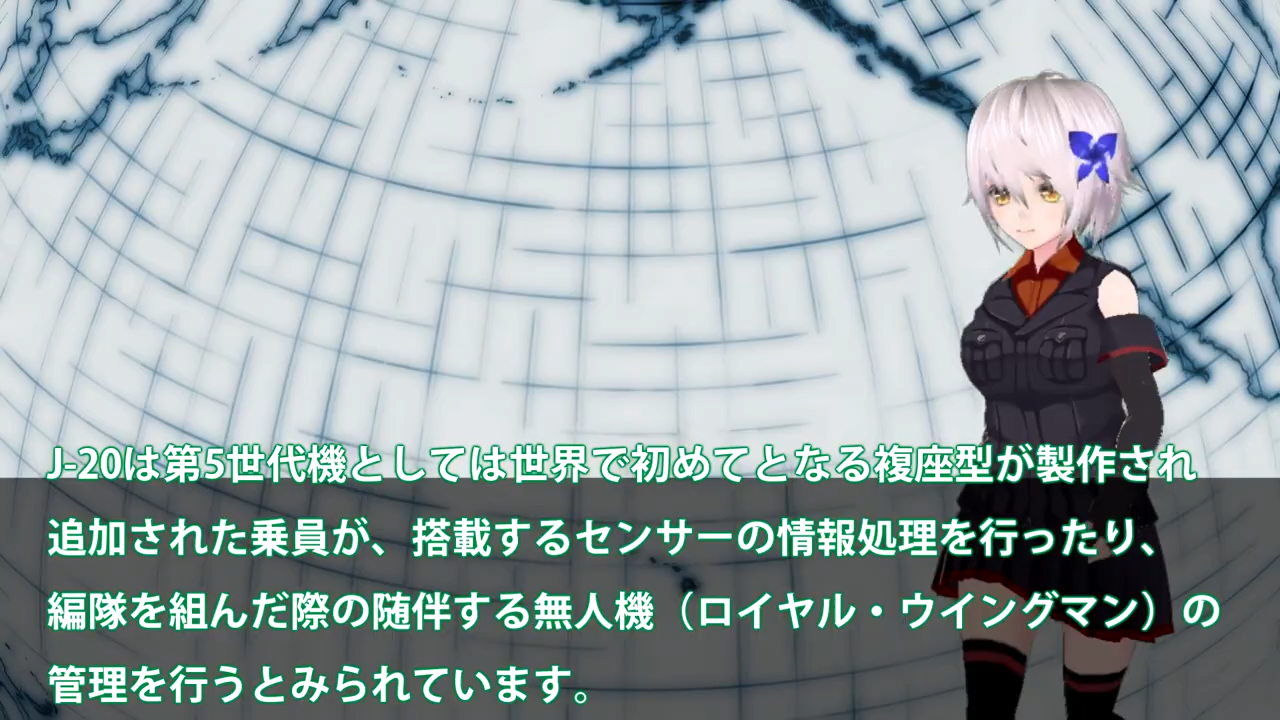 J-20は第5世代機としては世界で初めてとなる複座型が製作され
追加された乗員が、搭載するセンサーの情報処理を行ったり、
編隊を組んだ際の随伴する無人機（ロイヤル・ウイングマン）の
管理を行うとみられています。